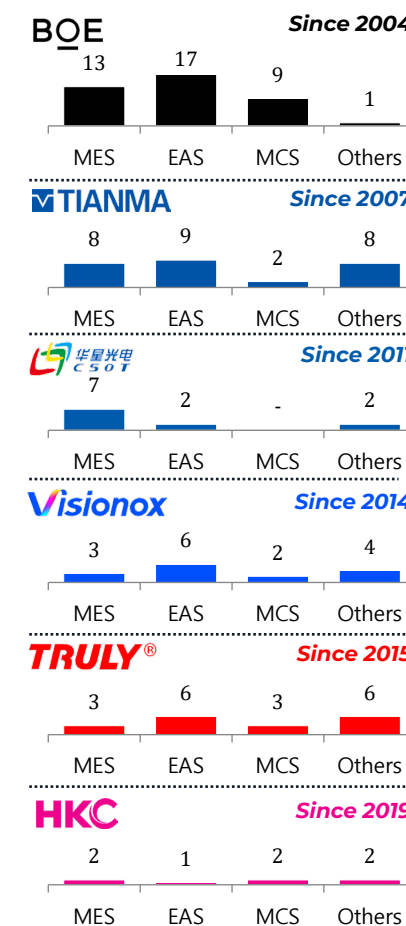 BOE Since 2004
13 17 9 1
MES EAS MCS Others
TIANMA Since 2007
8 9 2 8
MES EAS MCS Others
华星光电 Since 2011
CSOT
7 2 - 2
MES EAS MCS Others
Visionox Since 2014
3 6 2 4
MES EAS MCS Others
TRULY® Since 2015
3 6 3 6
MES EAS MCS Others
HKC Since 2019
2 1 2 2
MES EAS MCS Others